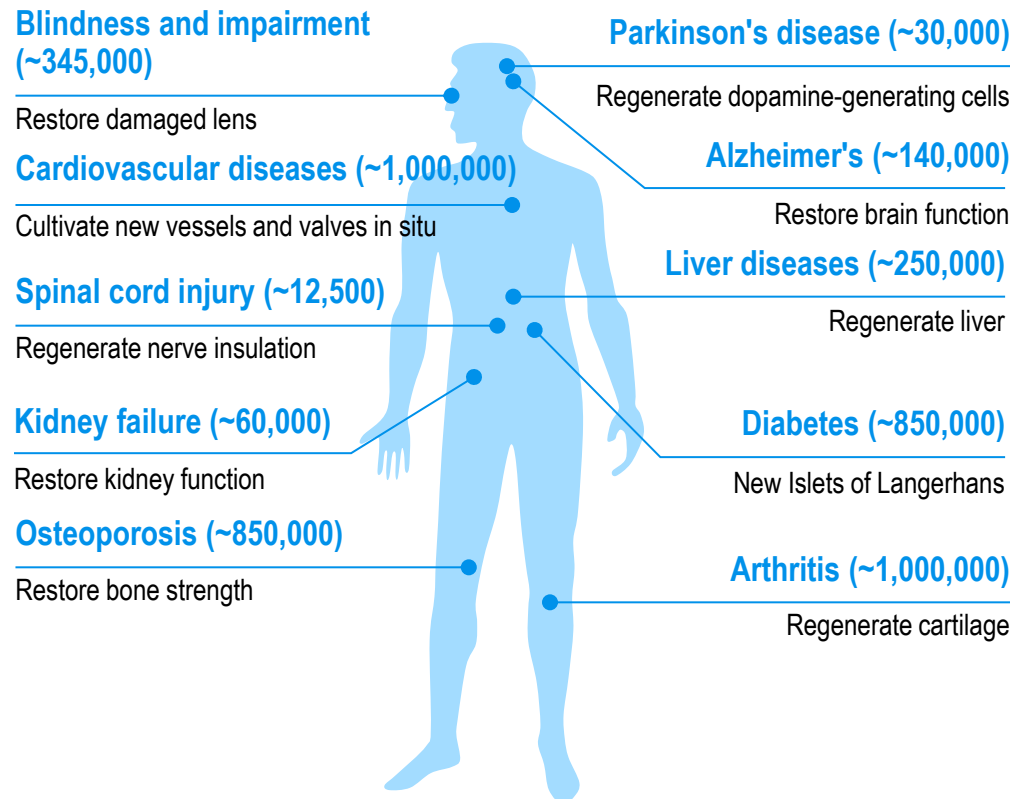 Blindness and impairment
(~345,000)
Restore damaged lens
Cardiovascular diseases (~1,000,000)
Cultivate new vessels and valves in situ
Spinal cord injury (~12,500)
Regenerate nerve insulation
Kidney failure (~60,000)
Restore kidney function
Osteoporosis (~850,000)
Restore bone strength
Parkinson's disease (~30,000)
Regenerate dopamine-generating cells
Alzheimer's (~140,000)
Restore brain function
Liver diseases (~250,000)
Regenerate liver
Diabetes (~850,000)
New Islets of Langerhans
Arthritis (~1,000,000)
Regenerate cartilage